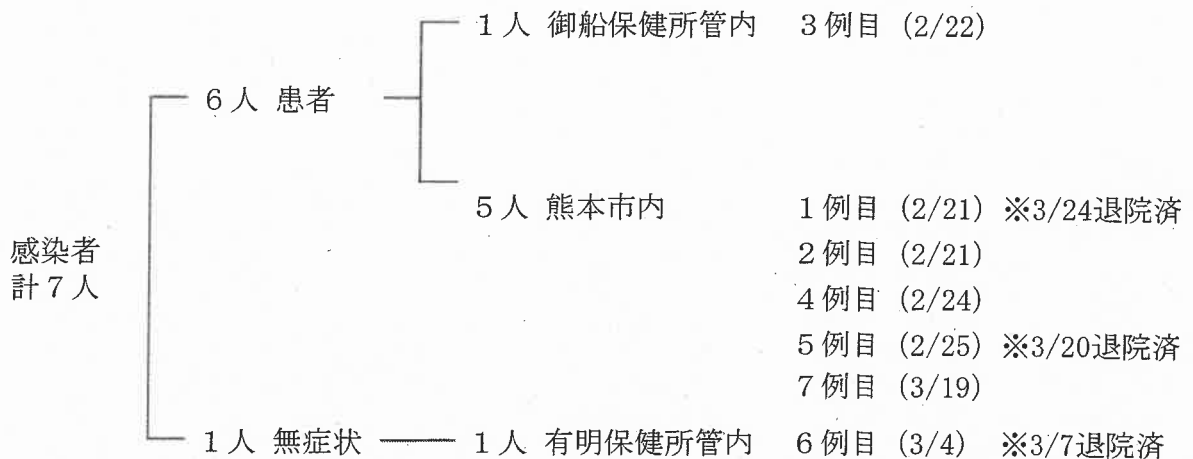 1人 御船保健所管内 3例目 (2/22)
6人 患者
5人 熊本市内 1例目 (2/21) ※3/24退院済
感染者
計7人
2例目 (2/21)
4例目 (2/24)
5例目 (2/25) ※3/20退院済
7例目 (3/19)
1人 無症状 1人 有明保健所管内 6例目 (3/4) ※3/7退院済